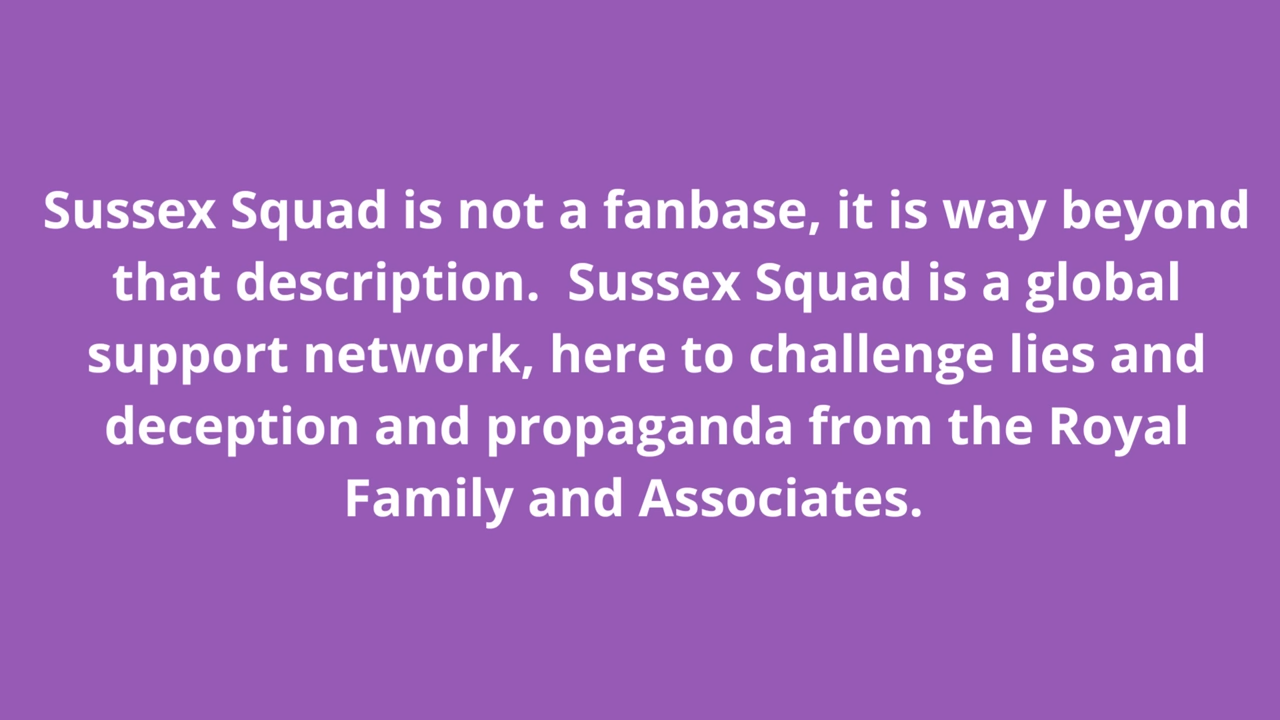 Sussex Squad is not a fanbase, it is way beyond
that description.  Sussex Squad is a global
support network, here to challenge lies and
deception and propaganda from the Royal
Family and Associates.